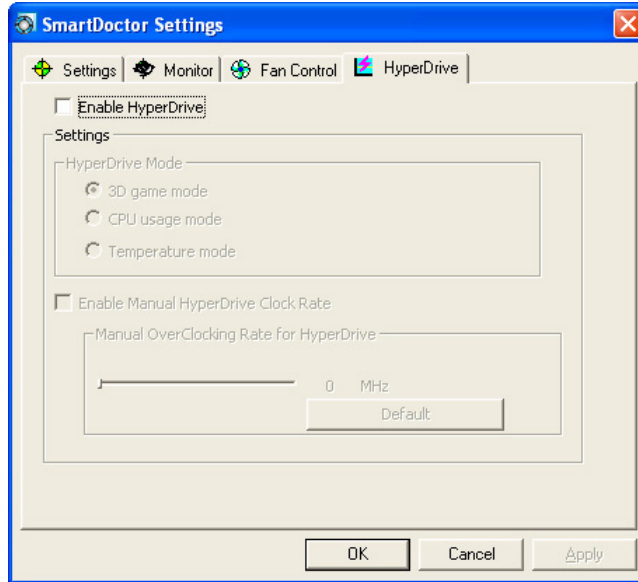 SmartDoctor Settings
Settings Monitor Fan Control HyperDrive
Enable HyperDrive
Settings
HyperDrive Mode
3D game mode
CPU usage mode
Temperature mode
Enable Manual HyperDrive Clock Rate
Manual OverClocking Rate for HyperDrive
0 MHz
Default
OK Cancel Apply